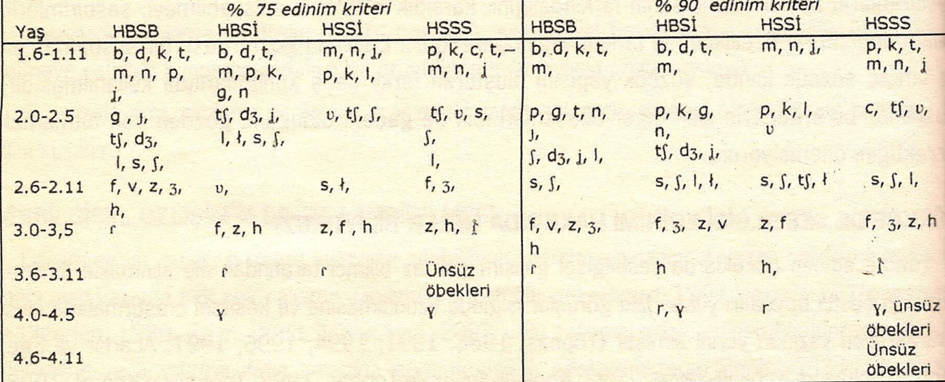 % 75 edinim kriteri % 90 edinim kriteri
Yaş HBSB HBSİ HSSİ HSSS HBSB HBSİ HSSİ HSSS
1.6-1.11 b, d, k, t, b, d, t, m, n, j, p, k, c, t,– b, d, k, t, b, d, t, m, n, j, p, k, t,
m, n, p, m, p, k, p, k, l, m, n, j m, m, m, n, j
j, g, n
2.0-2.5 g, ɟ, tʃ, dʒ, j, ʋ, tʃ, ʃ, tʃ, ʋ, s, p, g, t, n, p, k, g, p, k, l, c, tʃ, ʋ,
tʃ, dʒ, l, ɫ, s, ʃ, ʃ, ɟ, n, ʋ
l, s, ʃ, l, ʃ, dʒ, j, l, tʃ, dʒ, j,
2.6-2.11 f, v, z, ʒ, ʋ, s, ɫ, f, ʒ, s, ʃ, s, ʃ, l, ɫ, s, ʃ, tʃ, ɫ s, ʃ, l,
h,
3.0-3,5 ɾ f, z, h z, f, h z, h, ɾ f, v, z, ʒ, f, ʒ, z, v z, f f, ʒ, z, h
h
3.6-3.11 ɾ Ünsüz r h h, ɾ
öbekleri
4.0-4.5 ɣ ɣ r, ɣ r ɣ, ünsüz
öbekleri
4.6-4.11 Ünsüz
öbekleri